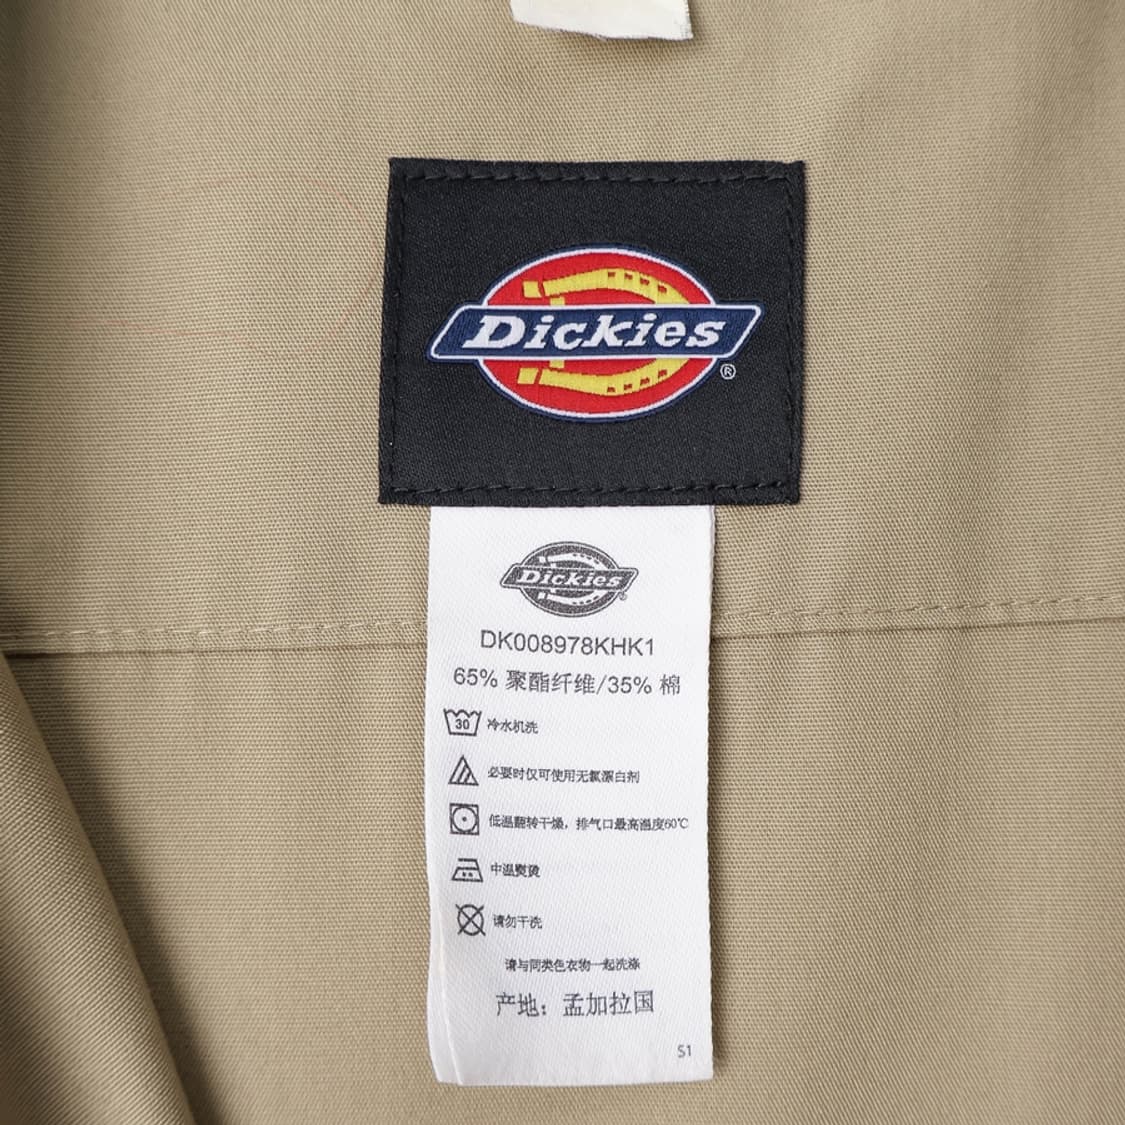 Dickies
®
Dickies
DK008978KHK1
65% 聚酯纤维/35% 棉
30 冷水机洗
必要时仅可使用无氯漂白剂
低温翻转干燥，排气口最高温度60℃
中温熨烫
请勿干洗
请与同类色衣物一起洗涤
产地：孟加拉国
S1